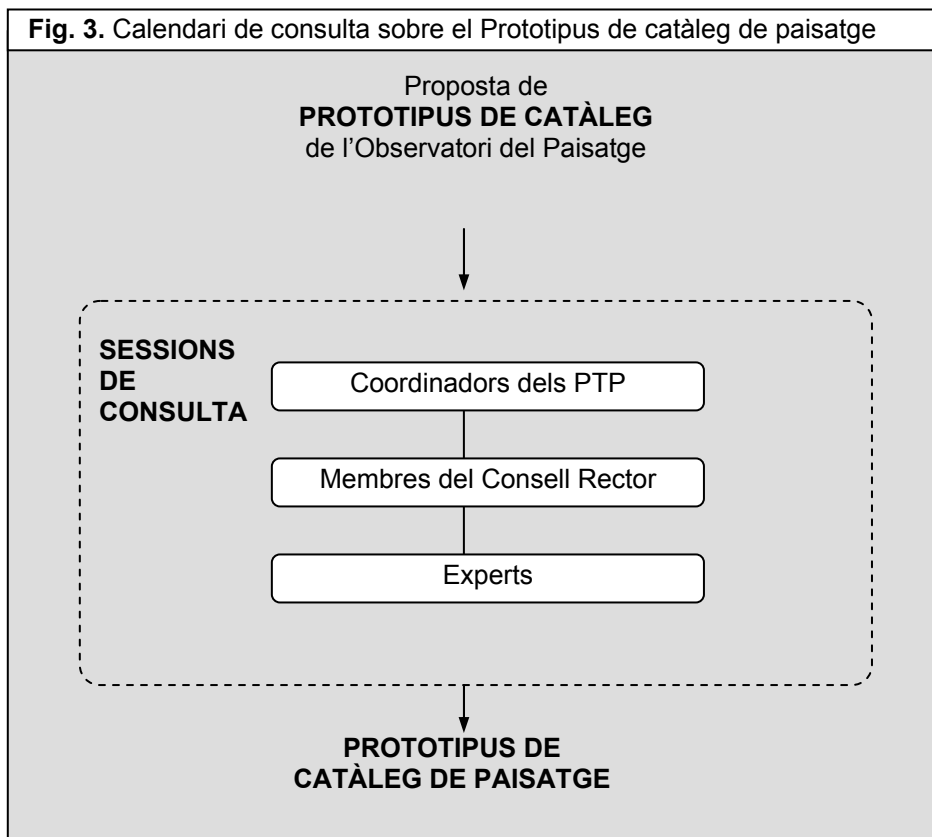 Fig. 3. Calendari de consulta sobre el Prototipus de catàleg de paisatge
Proposta de
PROTOTIPUS DE CATÀLEG
de l’Observatori del Paisatge
SESSIONS
DE
CONSULTA
Coordinadors dels PTP
Membres del Consell Rector
Experts
PROTOTIPUS DE
CATÀLEG DE PAISATGE